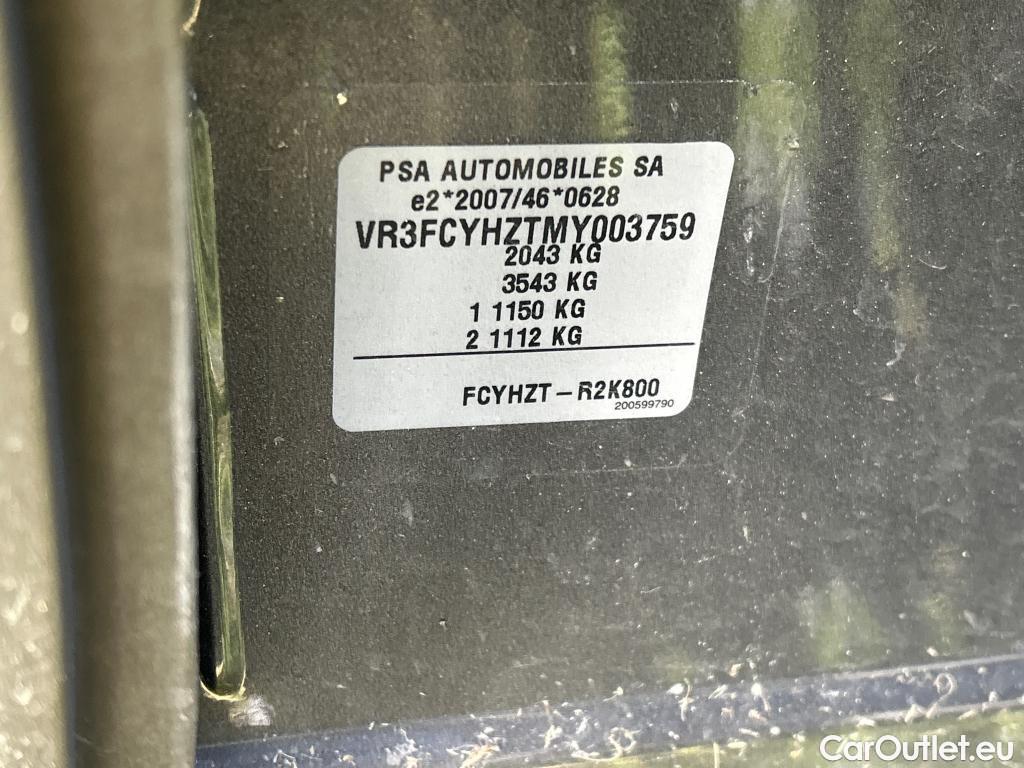 PSA AUTOMOBILES SA
e2*2007/46*0628
VR3FCYHZTMY003759
2043 KG
3543 KG
1 1150 KG
2 1112 KG
FCYHZT – R2K800
200599790
CarOutlet.eu